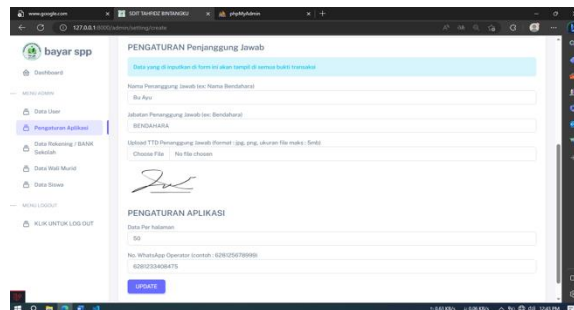 www.google.com
SDIT TAHFIDZ BINTANGKU
phpMyAdmin
127.0.0.1:8000/admin/setting/create
bayar spp
Dashboard
MENU ADMIN
Data User
Pengaturan Aplikasi
Data Rekening / BANK
Sekolah
Data Wali Murid
Data Siswa
MENU LOGOUT
KLIK UNTUK LOG OUT
PENGATURAN Penjanggung Jawab
Data yang di inputkan di form ini akan tampil di semua bukti transaksi
Nama Penanggung Jawab (ex: Nama Bendahara)
Bu Ayu
Jabatan Penanggung Jawab (ex: Bendahara)
BENDAHARA
Upload TTD Penanggung Jawab (format : jpg, png, ukuran file maks : 5mb)
Choose File No file chosen
PENGATURAN APLIKASI
Data Per halaman
50
No. WhatsApp Operator (contoh : 628125678999)
6281233406475
UPDATE
12:41 PM